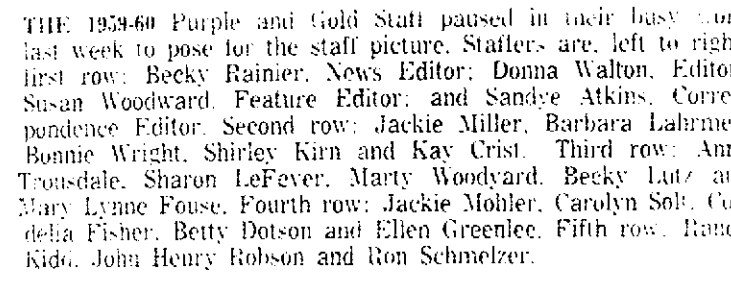 THE 1959-60 Purple and Gold Staff paused in their busy
last week to pose for the staff picture. Staffers are, left to righ
first row: Becky Rainier, News Editor; Donna Walton, Edito
Susan Woodward, Feature Editor; and Sandye Atkins, Corre
pondence Editor. Second row: Jackie Miller, Barbara Lahrme
Bonnie Wright, Shirley Kirn and Kay Crist. Third row: Ann
Trousdale, Sharon LeFever, Marty Woodyard, Becky Lutz a
Mary Lynne Fouse. Fourth row: Jackie Mohler, Carolyn Solt, Co
delia Fisher, Betty Dotson and Ellen Greenlee. Fifth row: Rand
Kidd, John Henry Robson and Ron Schmelzer.